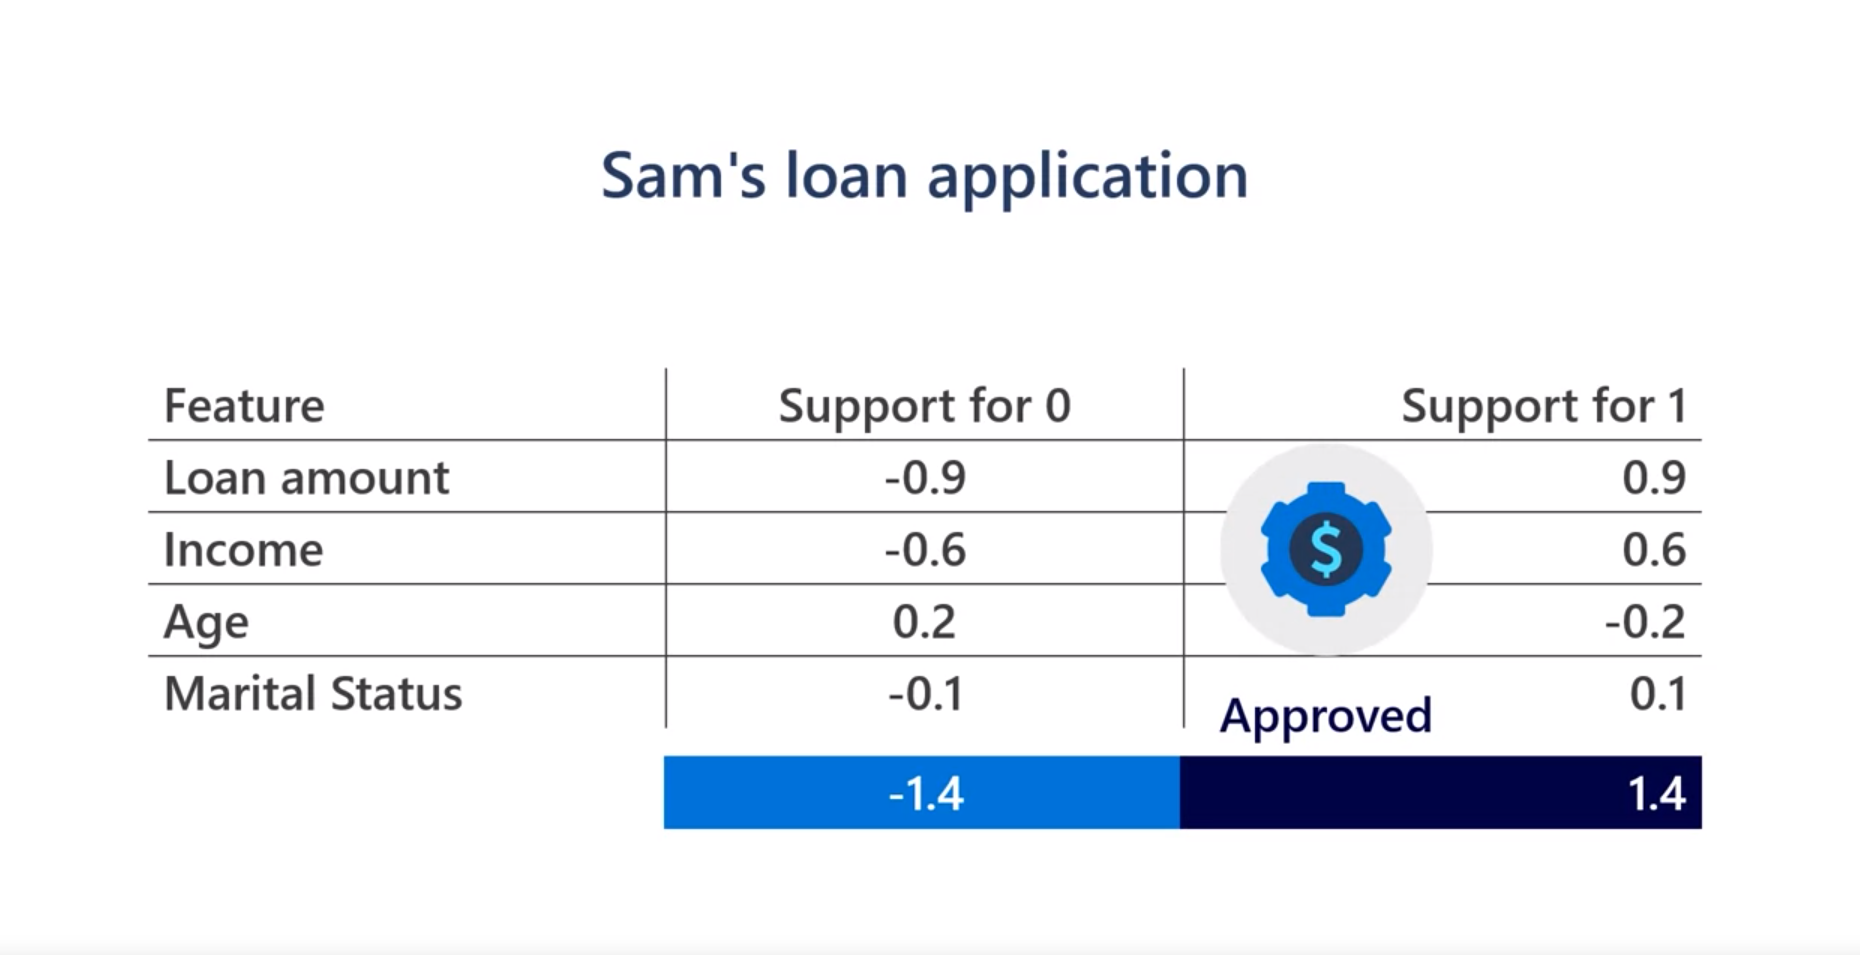 Sam's loan application
Feature Support for 0 Support for 1
Loan amount -0.9 0.9
Income -0.6 0.6
Age 0.2 -0.2
Marital Status -0.1 0.1
Approved
-1.4 1.4
$